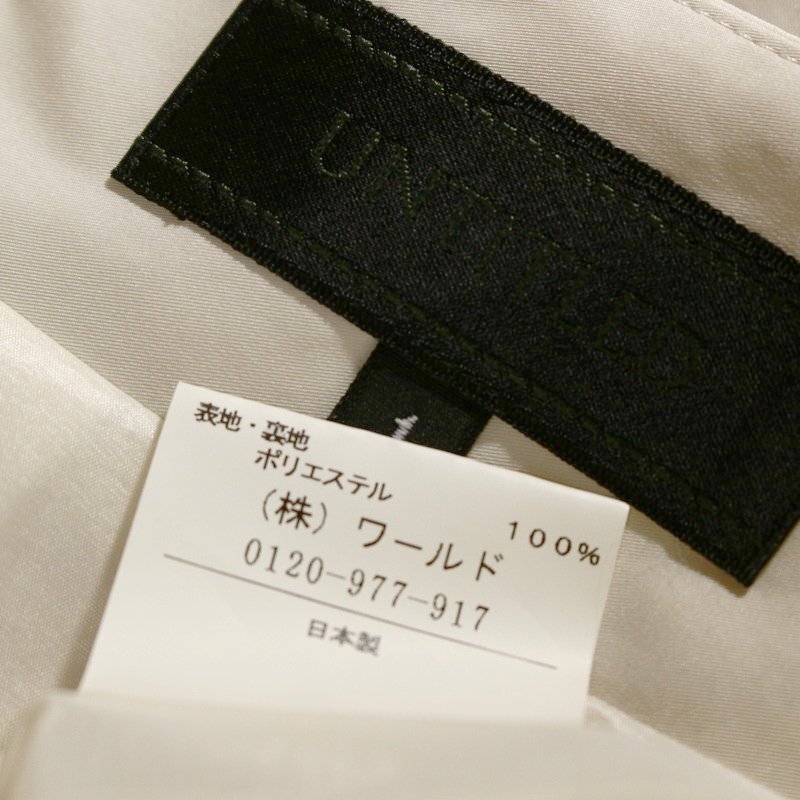 UNTITLED
表地・裏地
ポリエステル
100%
（株）ワールド
0120-977-917
日本製